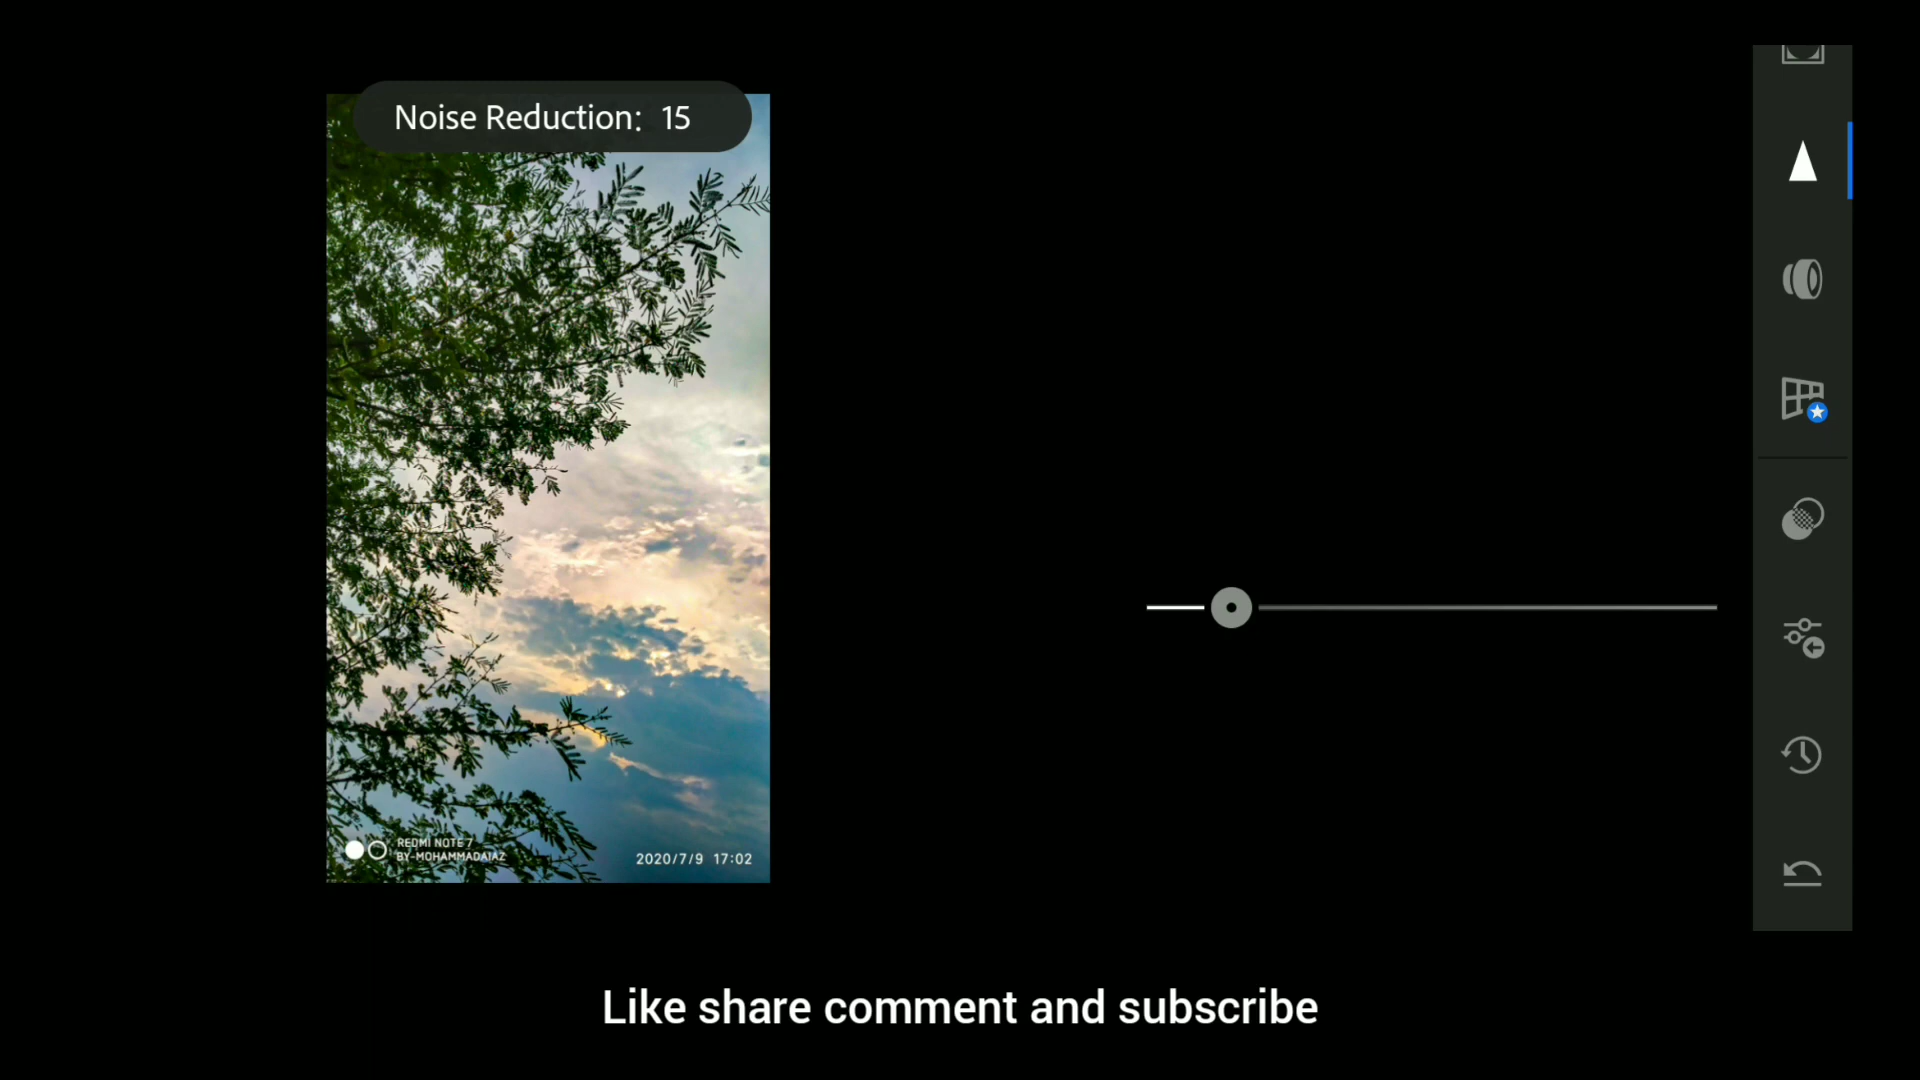 Noise Reduction: 15
REDMI NOTE 7
BY-MOHAMMADAIAZ
2020/7/9 17:02
Like share comment and subscribe